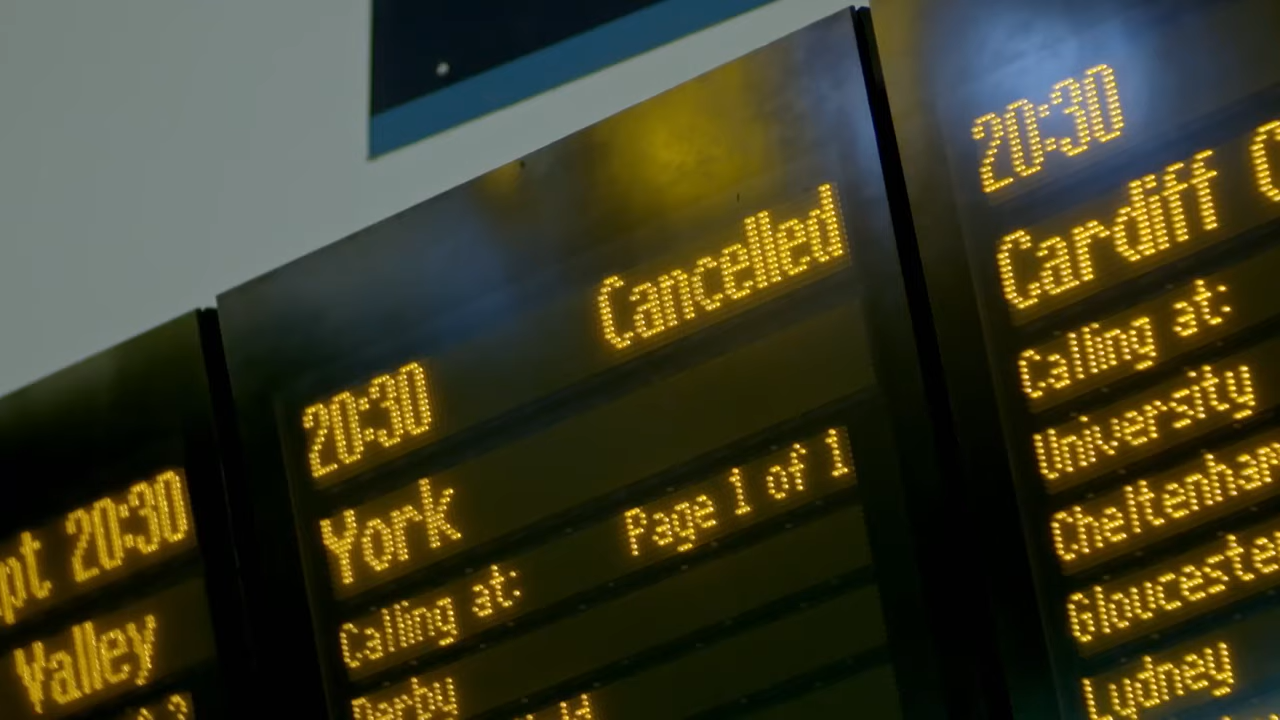 pt 20:30
Valley
20:30 Cancelled
York
Page 1 of 1
Calling at:
Derby
20:30
Cardiff C
Calling at:
University
Cheltenham
Gloucester
Lydney